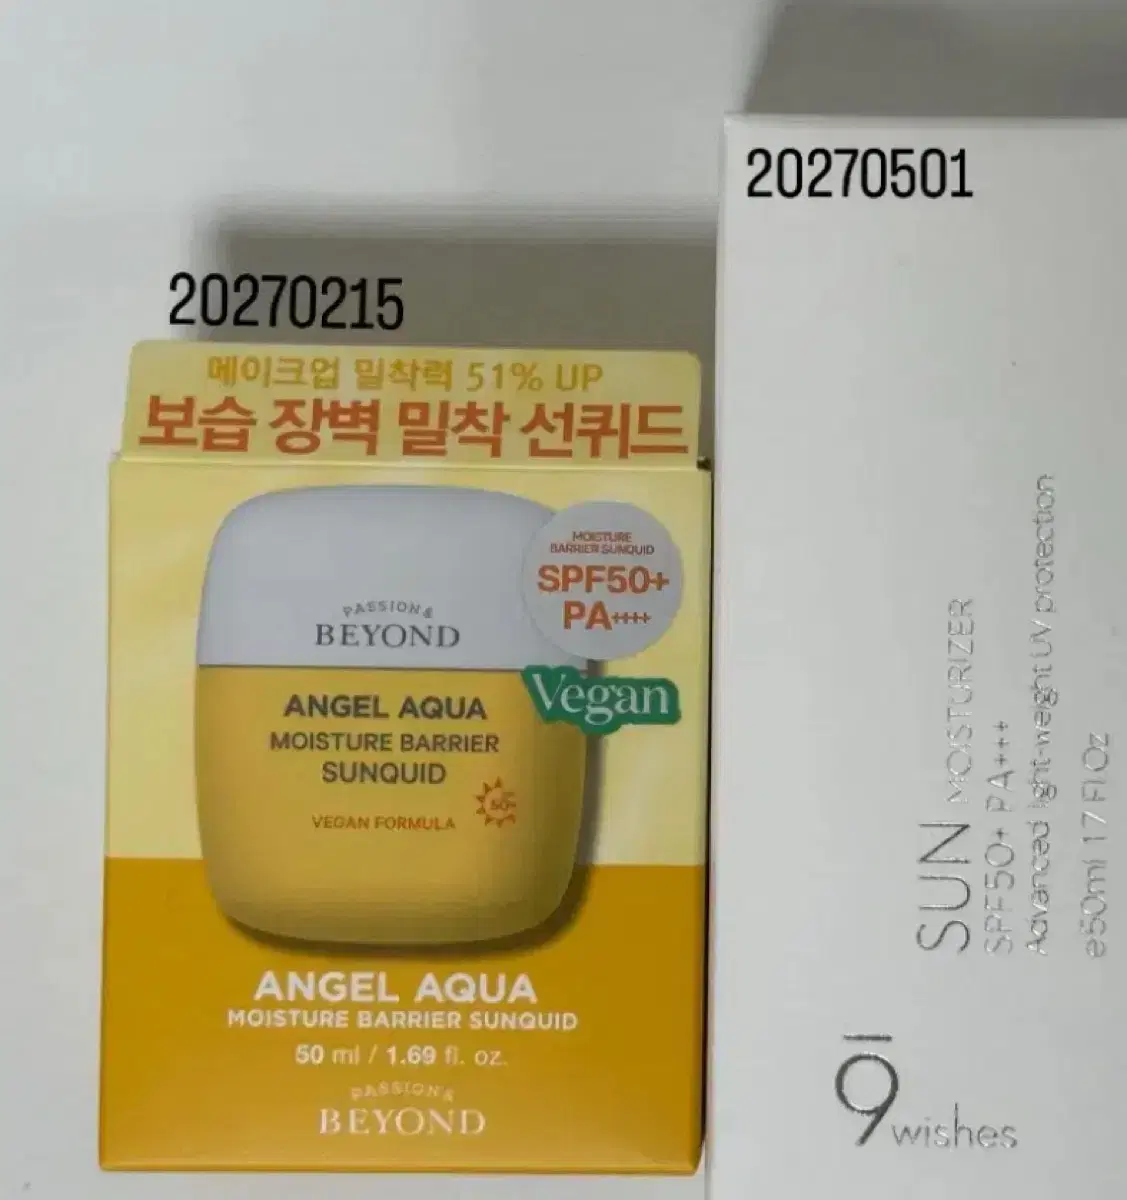 20270501
20270215
메이크업 밀착력 51% UP
보습 장벽 밀착 선퀴드
MOISTURE
BARRIER SUNQUID
SPF50+
PA++++
PASSION &
BEYOND
Vegan
ANGEL AQUA
MOISTURE BARRIER
SUNQUID
50+
VEGAN FORMULA
ANGEL AQUA
MOISTURE BARRIER SUNQUID
50 ml / 1.69 fl. oz.
PASSION &
BEYOND
SUN MOISTURIZER
SPF50+ PA+++
Advanced light-weight UV protection
e50ml 1.7 Fl.Oz
9wishes